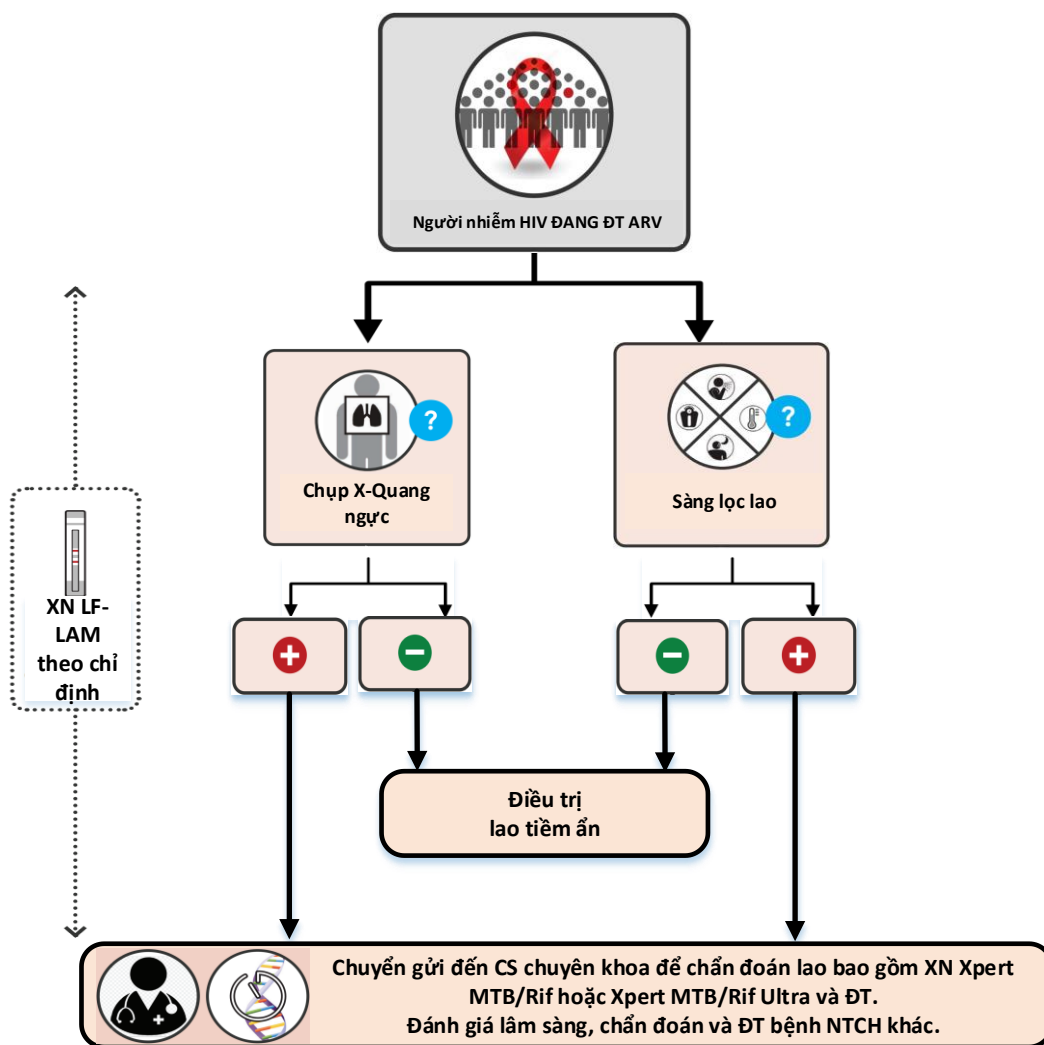 Người nhiễm HIV ĐANG ĐT ARV
?
Chụp X-Quang
ngực
?
Sàng lọc lao
XN LF-
LAM
theo chỉ
định
Điều trị
lao tiềm ẩn
Chuyển gửi đến CS chuyên khoa để chẩn đoán lao bao gồm XN Xpert
MTB/Rif hoặc Xpert MTB/Rif Ultra và ĐT.
Đánh giá lâm sàng, chẩn đoán và ĐT bệnh NTCH khác.